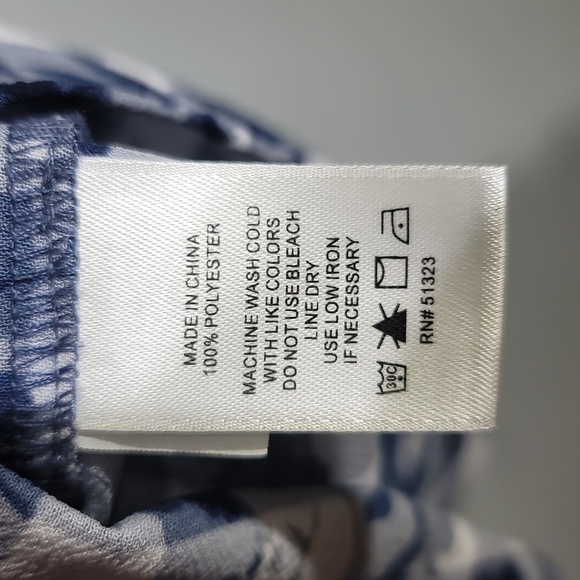 MADE IN CHINA
100% POLYESTER
MACHINE WASH COLD
WITH LIKE COLORS
DO NOT USE BLEACH
LINE DRY
USE LOW IRON
IF NECESSARY
30C
RN# 51323